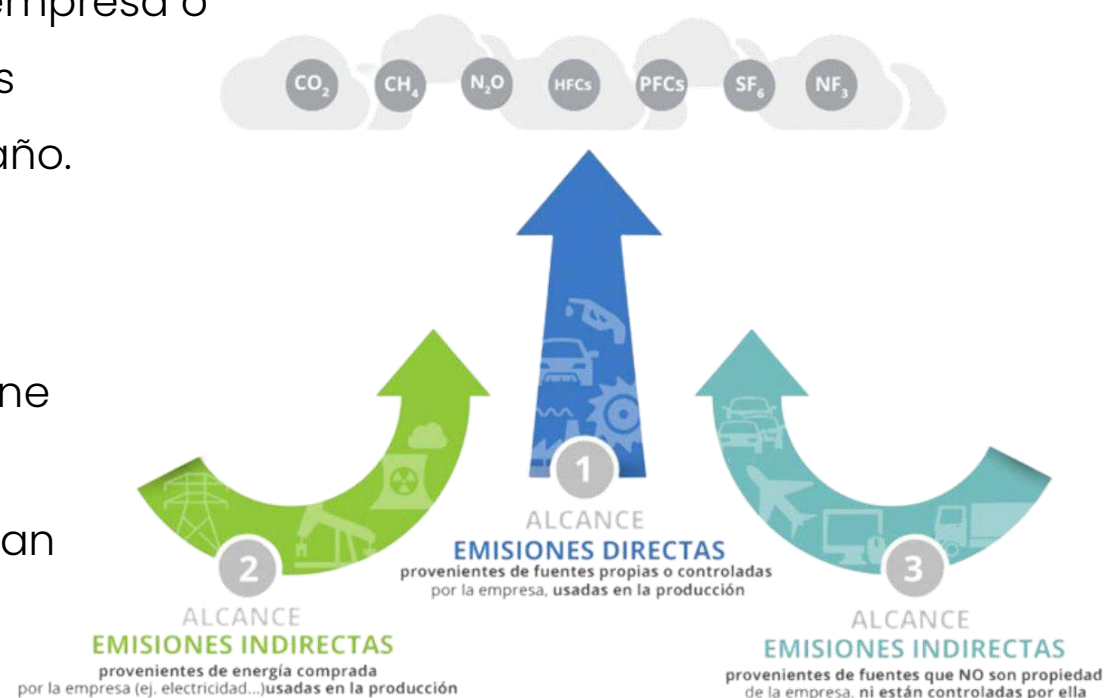 empresa o
s
año.
ne
an
CO₂ CH₄ N₂O HFCs PFCs SF₆ NF₃
1
ALCANCE
EMISIONES DIRECTAS
provenientes de fuentes propias o controladas
por la empresa, usadas en la producción
2
ALCANCE
EMISIONES INDIRECTAS
provenientes de energía comprada
por la empresa (ej. electricidad...)usadas en la producción
3
ALCANCE
EMISIONES INDIRECTAS
provenientes de fuentes que NO son propiedad
de la empresa, ni están controladas por ella